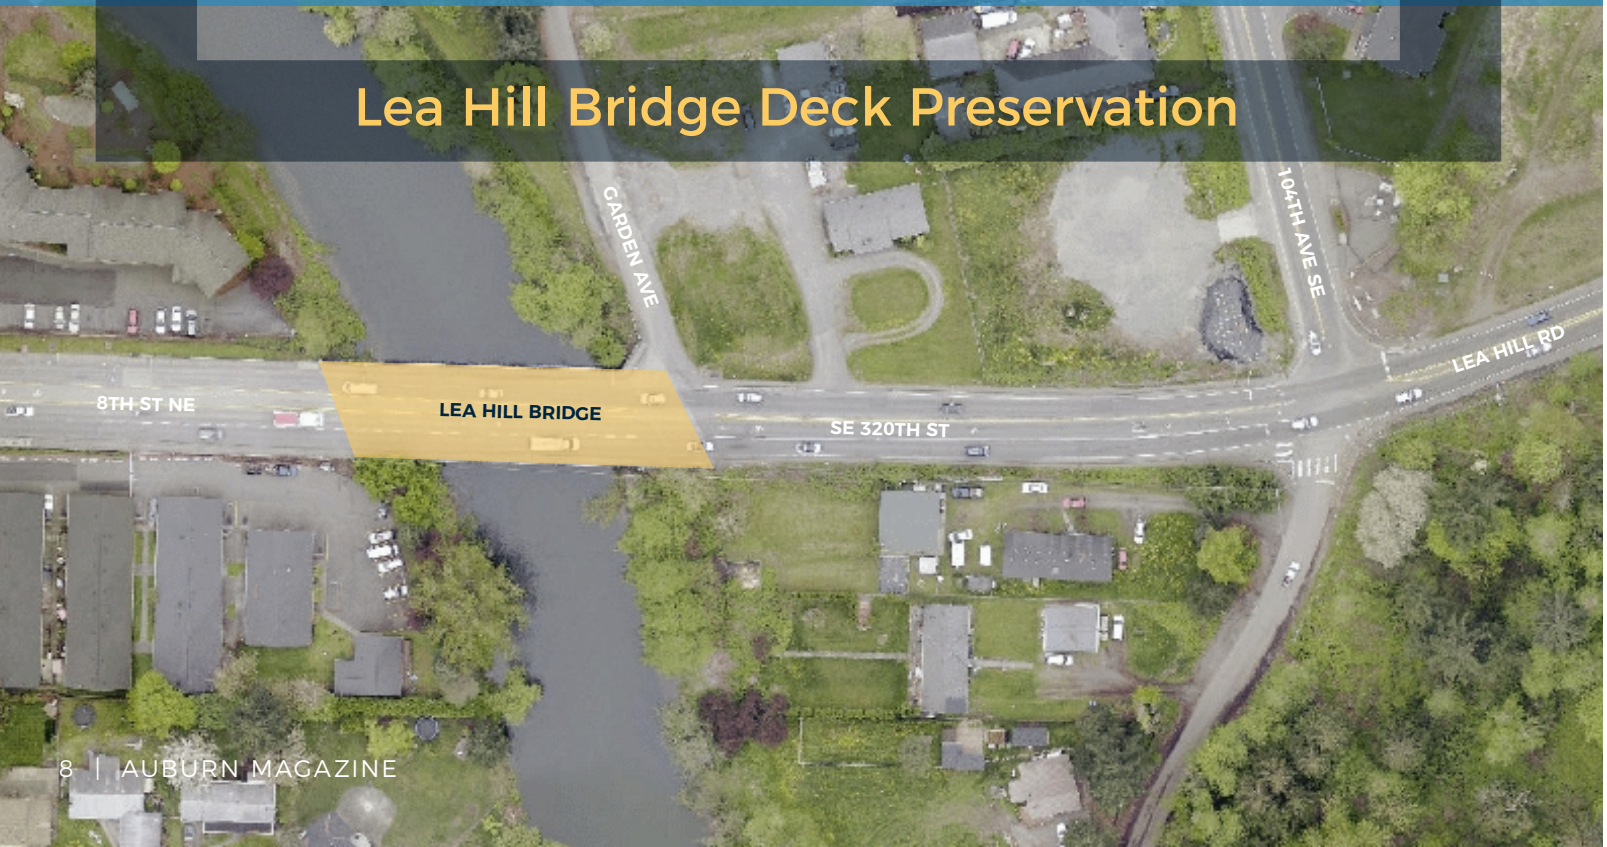 Lea Hill Bridge Deck Preservation
GARDEN AVE
104TH AVE SE
LEA HILL RD
8TH ST NE
LEA HILL BRIDGE
SE 320TH ST
8 | AUBURN MAGAZINE